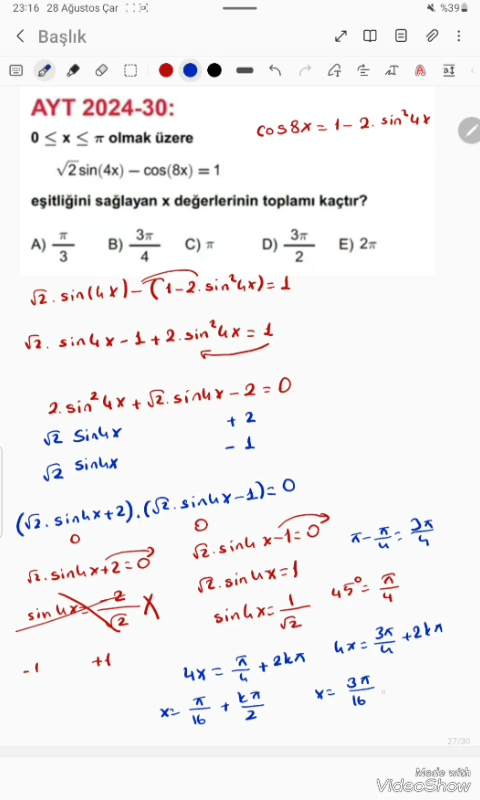 23:16 28 Ağustos Çar %39
Başlık
AYT 2024-30:
0 ≤ x ≤ π olmak üzere
√2sin(4x) − cos(8x) = 1
eşitliğini sağlayan x değerlerinin toplamı kaçtır?
A) π/3 B) 3π/4 C) π D) 3π/2 E) 2π
cos8x = 1 - 2.sin²4x
√2.sin(4x) - (1-2.sin²4x) = 1
√2.sin4x - 1 + 2.sin²4x = 1
2.sin²4x + √2.sin4x - 2 = 0
√2 sin4x + 2
√2 sin4x - 1
(√2.sin4x+2).(√2.sin4x-1) = 0
0 0
√2.sin4x+2=0 √2.sin4x-1=0 π-π/4=3π/4
√2.sin4x=1 45°=π/4
sin4x=-2/√2 X sin4x=1/√2
-1 +1
4x=π/4+2kπ 4x=3π/4+2kπ
x=π/16+kπ/2 x=3π/16
27/30
Made with
VideoShow